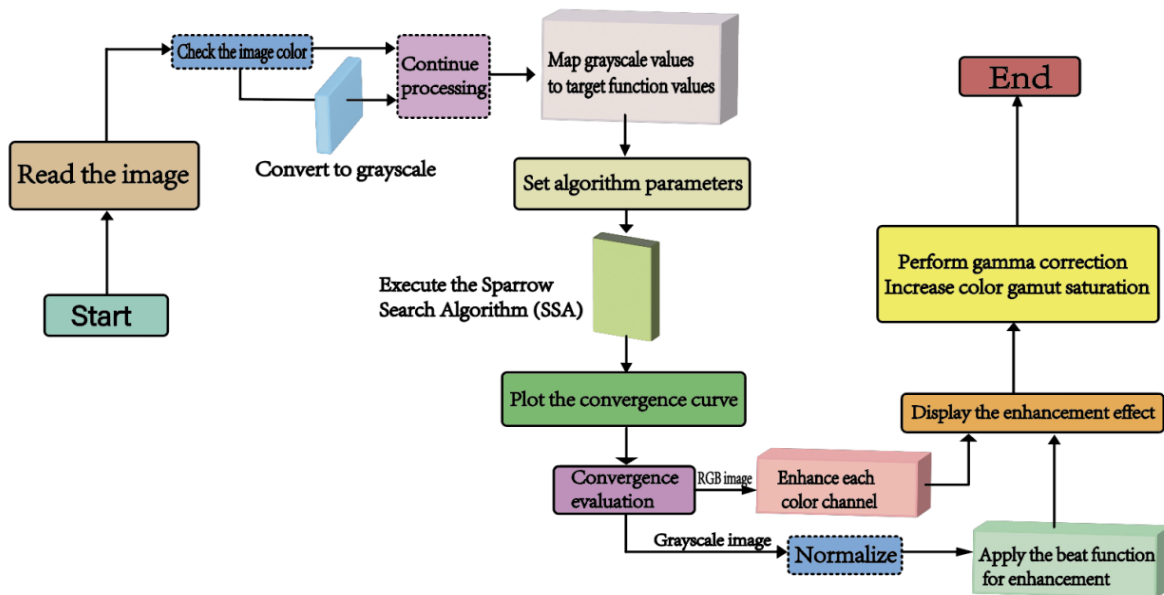 Start
Read the image
Check the image color
Convert to grayscale
Continue
processing
Map grayscale values
to target function values
Set algorithm parameters
Execute the Sparrow
Search Algorithm (SSA)
Plot the convergence curve
Convergence
evaluation
RGB image
Enhance each
color channel
Grayscale image
Normalize
Apply the beat function
for enhancement
Display the enhancement effect
Perform gamma correction
Increase color gamut saturation
End